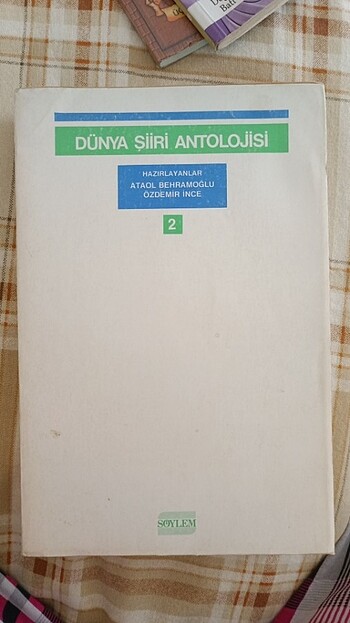 DÜNYA ŞİİRİ ANTOLOJİSİ
HAZIRLAYANLAR
ATAOL BEHRAMOĞLU
ÖZDEMİR İNCE
2
SÖYLEM